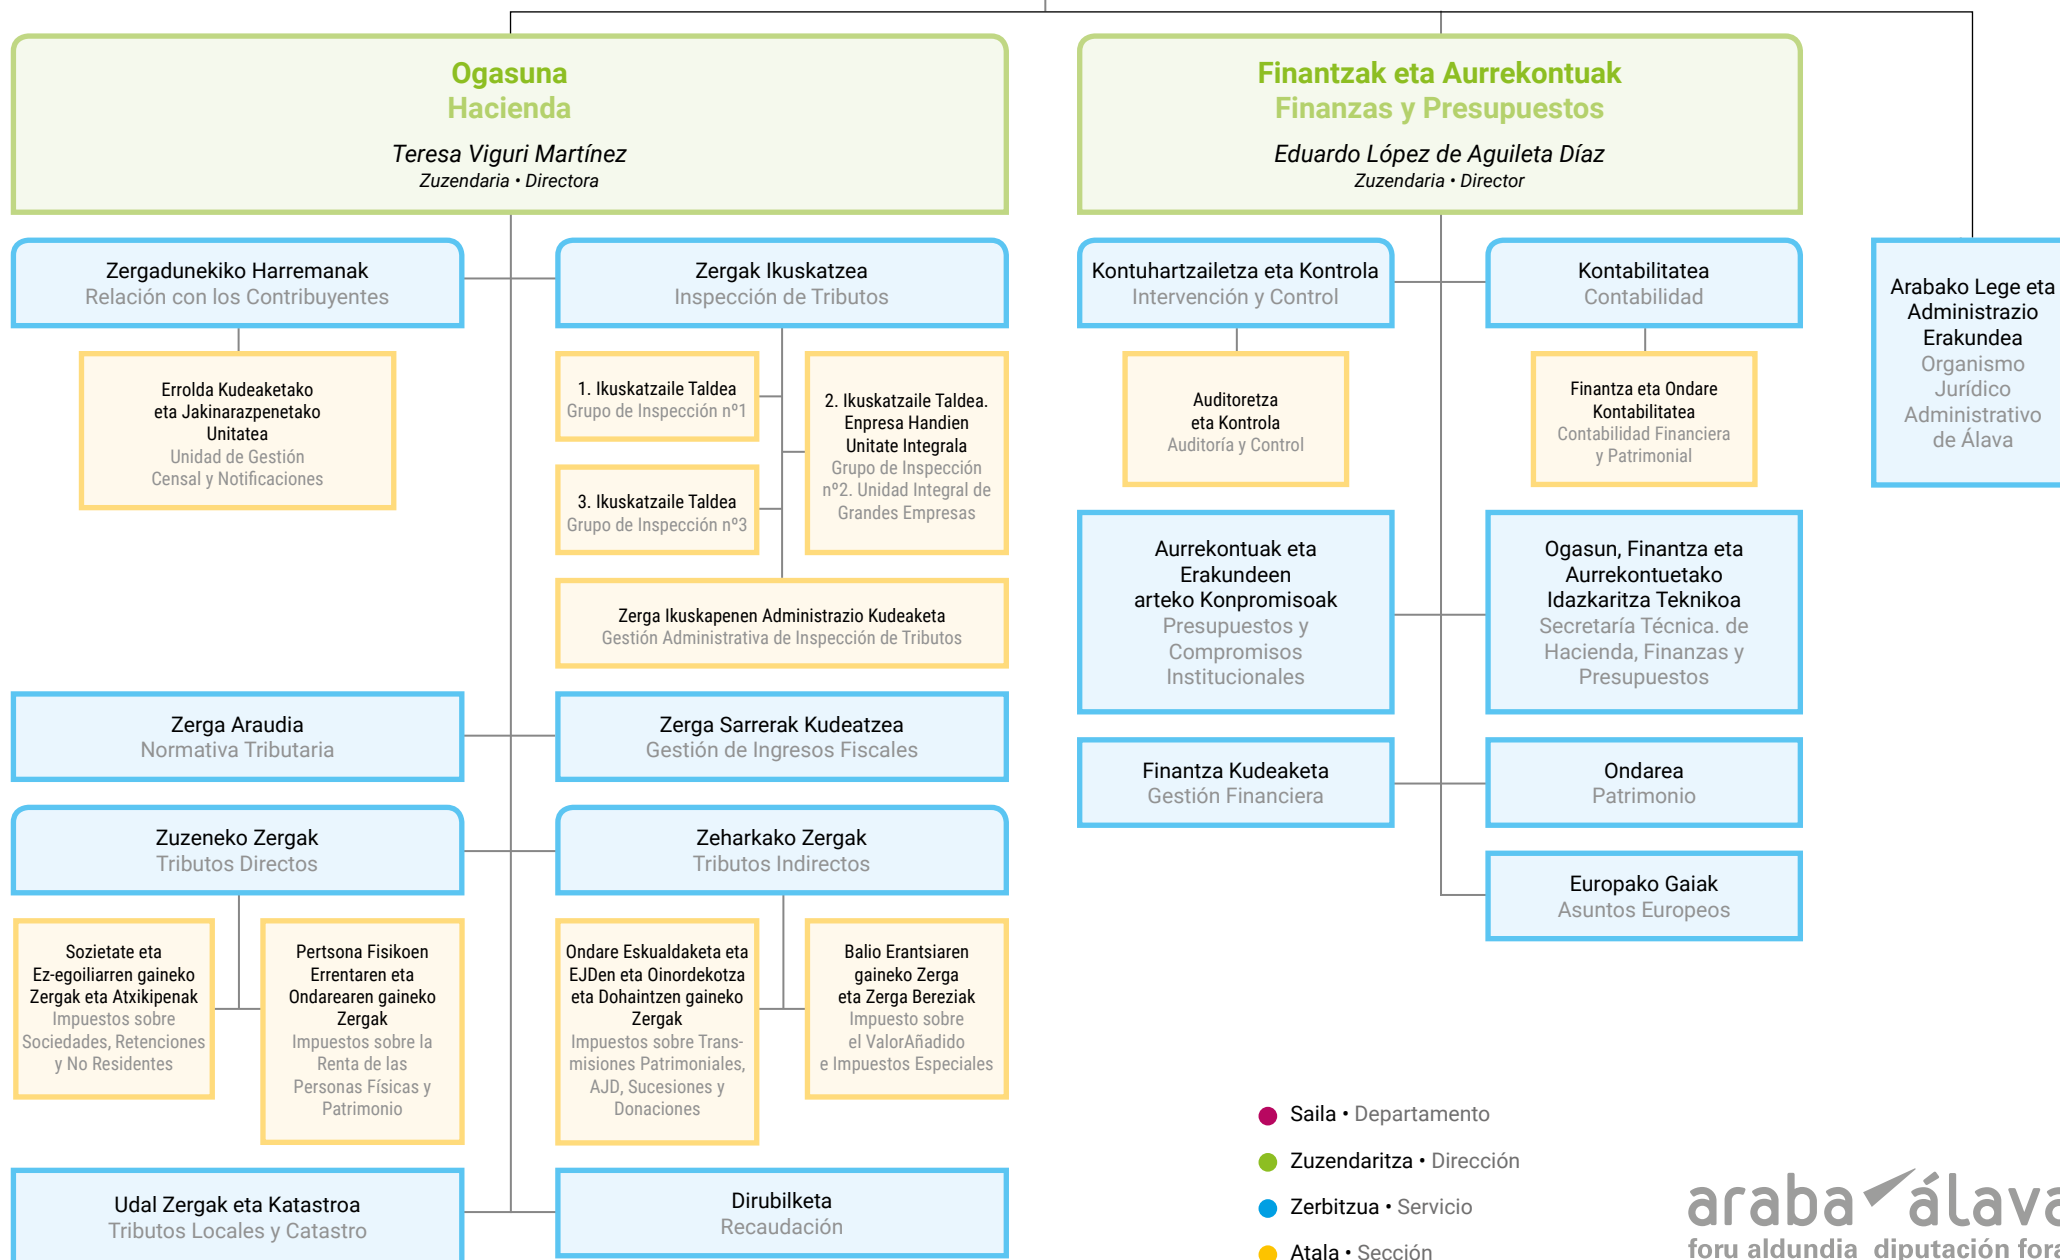 Ogasuna
Hacienda
Teresa Viguri Martínez
Zuzendaria • Directora
Zergadunekiko Harremanak
Relación con los Contribuyentes
Errolda Kudeaketako
eta Jakinarazpenetako
Unitatea
Unidad de Gestión
Censal y Notificaciones
Zergak Ikuskatzea
Inspección de Tributos
1. Ikuskatzaile Taldea
Grupo de Inspección nº1
2. Ikuskatzaile Taldea.
Enpresa Handien
Unitate Integrala
Grupo de Inspección
nº2. Unidad Integral de
Grandes Empresas
3. Ikuskatzaile Taldea
Grupo de Inspección nº3
Zerga Ikuskapenen Administrazio Kudeaketa
Gestión Administrativa de Inspección de Tributos
Zerga Araudia
Normativa Tributaria
Zerga Sarrerak Kudeatzea
Gestión de Ingresos Fiscales
Zuzeneko Zergak
Tributos Directos
Sozietate eta
Ez-egoiliarren gaineko
Zergak eta Atxikipenak
Impuestos sobre
Sociedades, Retenciones
y No Residentes
Pertsona Fisikoen
Errentaren eta
Ondarearen gaineko
Zergak
Impuestos sobre la
Renta de las
Personas Físicas y
Patrimonio
Zeharkako Zergak
Tributos Indirectos
Ondare Eskualdaketa eta
EJDen eta Oinordekotza
eta Dohaintzen gaineko
Zergak
Impuestos sobre Trans-
misiones Patrimoniales,
AJD, Sucesiones y
Donaciones
Balio Erantsiaren
gaineko Zerga
eta Zerga Bereziak
Impuesto sobre
el ValorAñadido
e Impuestos Especiales
Udal Zergak eta Katastroa
Tributos Locales y Catastro
Dirubilketa
Recaudación
Finantzak eta Aurrekontuak
Finanzas y Presupuestos
Eduardo López de Aguileta Díaz
Zuzendaria • Director
Kontuhartzailetza eta Kontrola
Intervención y Control
Auditoretza
eta Kontrola
Auditoría y Control
Kontabilitatea
Contabilidad
Finantza eta Ondare
Kontabilitatea
Contabilidad Financiera
y Patrimonial
Aurrekontuak eta
Erakundeen
arteko Konpromisoak
Presupuestos y
Compromisos
Institucionales
Ogasun, Finantza eta
Aurrekontuetako
Idazkaritza Teknikoa
Secretaría Técnica. de
Hacienda, Finanzas y
Presupuestos
Finantza Kudeaketa
Gestión Financiera
Ondarea
Patrimonio
Europako Gaiak
Asuntos Europeos
Arabako Lege eta
Administrazio
Erakundea
Organismo
Jurídico
Administrativo
de Álava
Saila • Departamento
Zuzendaritza • Dirección
Zerbitzua • Servicio
Atala • Sección
araba álava
foru aldundia diputación fora